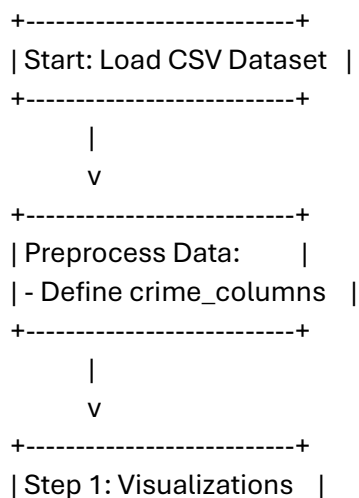 +---------------------------+
| Start: Load CSV Dataset |
+---------------------------+
|
v
+---------------------------+
| Preprocess Data: |
| - Define crime_columns |
+---------------------------+
|
v
+---------------------------+
| Step 1: Visualizations |